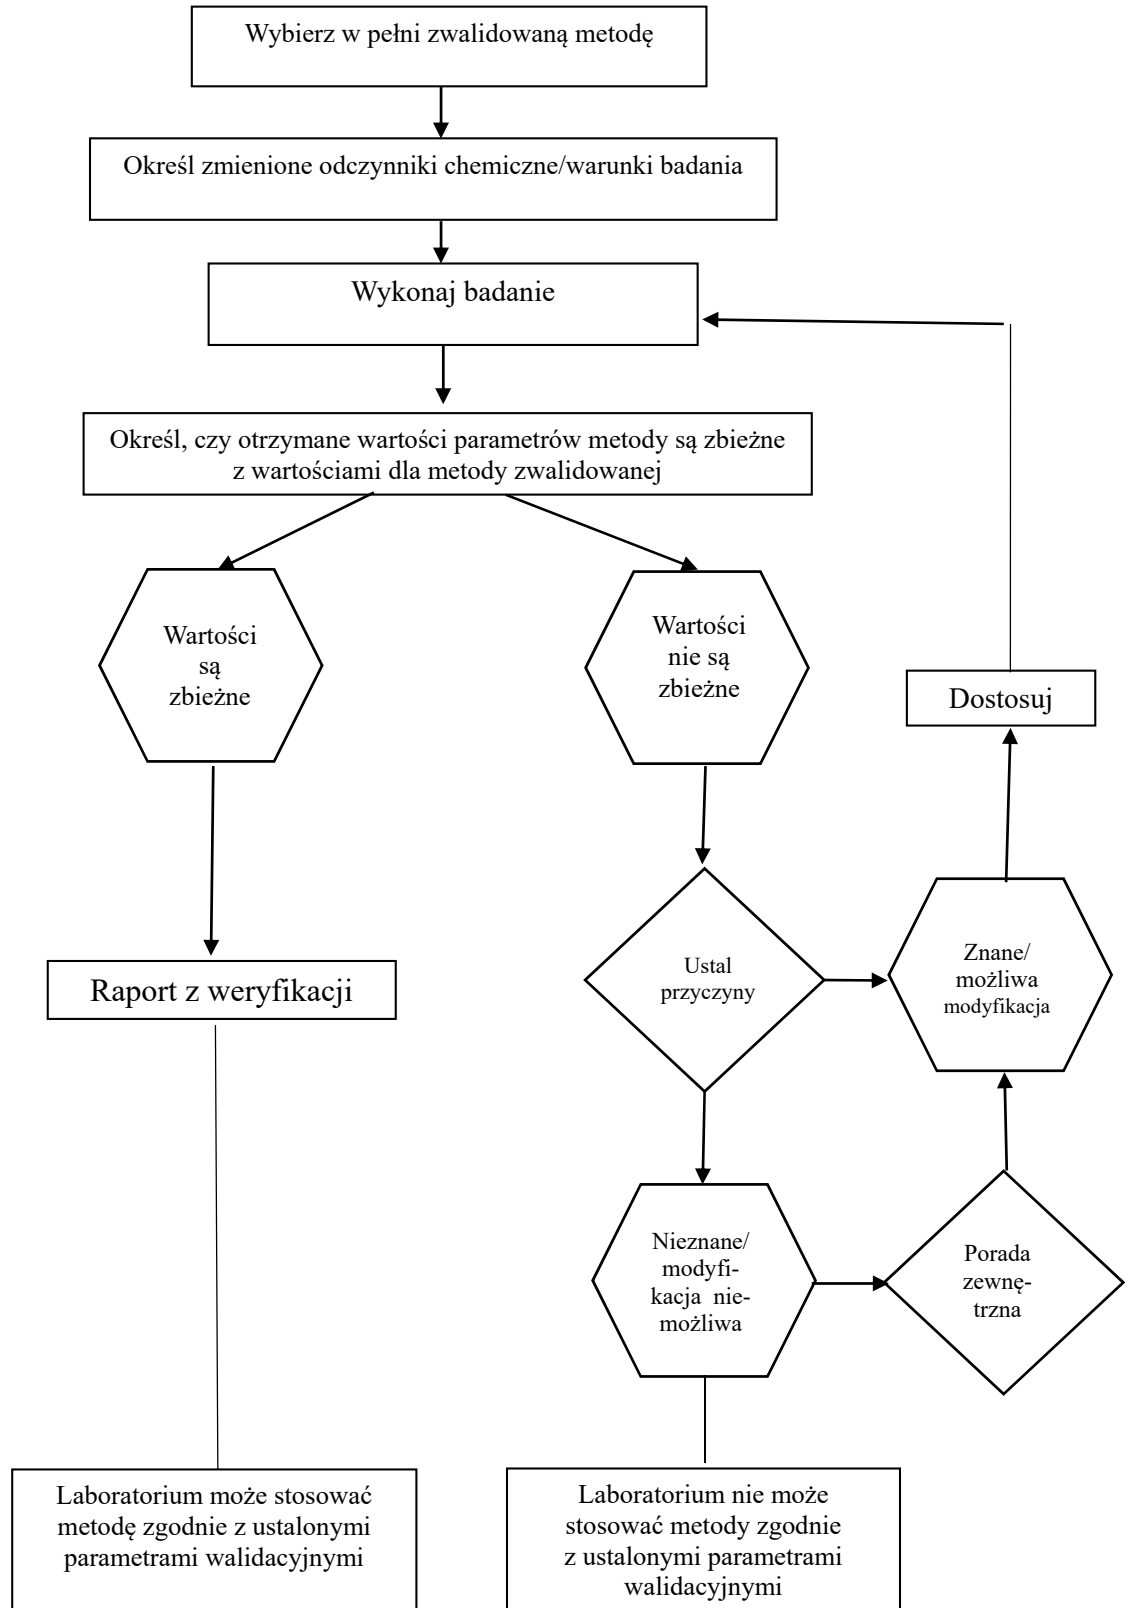 Wybierz w pełni zwalidowaną metodę
Określ zmienione odczynniki chemiczne/warunki badania
Wykonaj badanie
Określ, czy otrzymane wartości parametrów metody są zbieżne
z wartościami dla metody zwalidowanej
Wartości
są
zbieżne
Wartości
nie są
zbieżne
Dostosuj
Raport z weryfikacji
Ustal
przyczyny
Znane/
możliwa
modyfikacja
Nieznane/
modyfi-
kacja nie-
możliwa
Porada
zewnę-
trzna
Laboratorium może stosować
metodę zgodnie z ustalonymi
parametrami walidacyjnymi
Laboratorium nie może
stosować metody zgodnie
z ustalonymi parametrami
walidacyjnymi